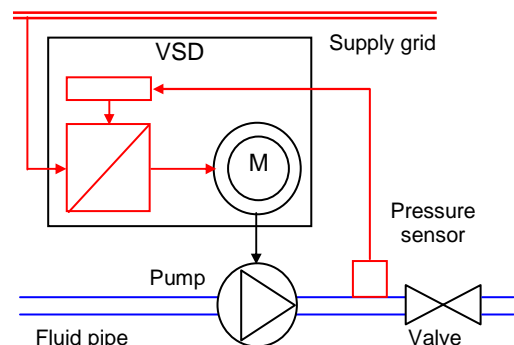 Supply grid
VSD
M
Pressure
sensor
Pump
Fluid pipe
Valve